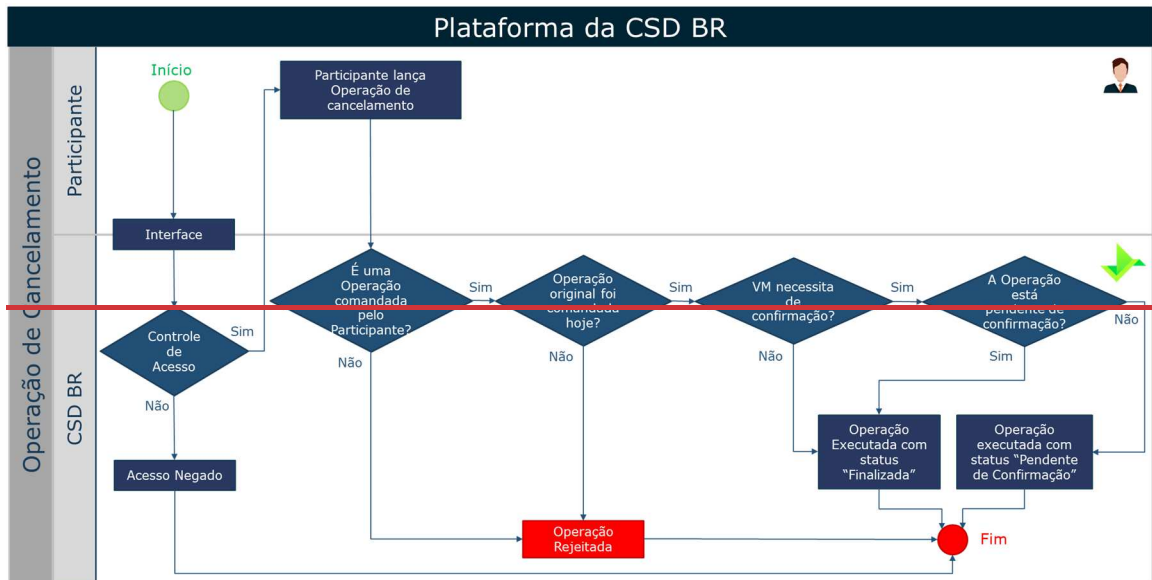 Plataforma da CSD BR
Operação de Cancelamento
Participante
CSD BR
Início
Participante lança
Operação de
cancelamento
Interface
É uma
Operação
comandada
pelo
Participante?
Sim
Operação
original foi
comandada
hoje?
Sim
VM necessita
de
confirmação?
Sim
A Operação
está
pendente de
confirmação?
Não
Controle
de
Acesso
Sim
Não
Não
Não
Sim
Não
Acesso Negado
Operação
Executada com
status
“Finalizada”
Operação
executada com
status “Pendente
de Confirmação”
Operação
Rejeitada
Fim